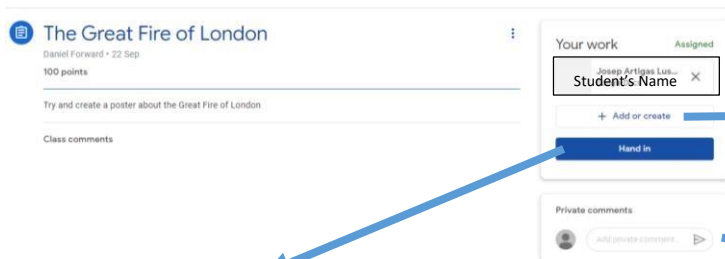 The Great Fire of London
Daniel Forward • 22 Sep
100 points
Try and create a poster about the Great Fire of London
Class comments
Your work
Assigned
Josep Artigas Lus...
Student's Name
+ Add or create
Hand in
Private comments
Add private comment